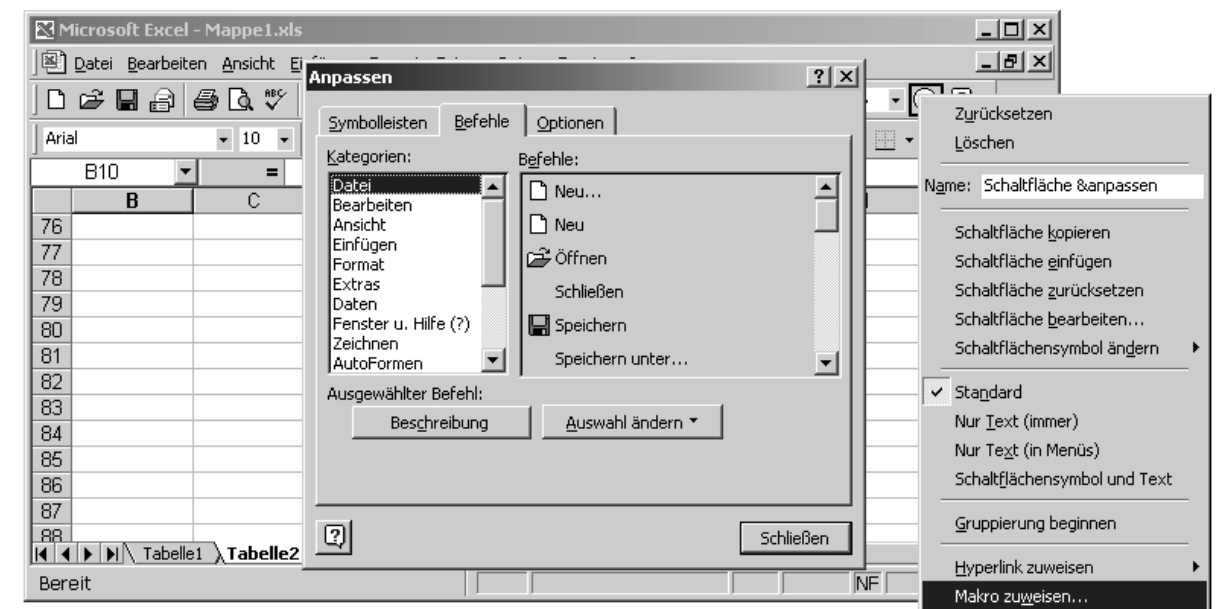 Microsoft Excel - Mappe1.xls
Datei Bearbeiten Ansicht
Arial 10
B10 =
B C
76
77
78
79
80
81
82
83
84
85
86
87
88
Tabelle1 Tabelle2
Bereit NF
Anpassen
Symbolleisten Befehle Optionen
Kategorien:
Datei
Bearbeiten
Ansicht
Einfügen
Format
Extras
Daten
Fenster u. Hilfe (?)
Zeichnen
AutoFormen
Befehle:
Neu...
Neu
Öffnen
Schließen
Speichern
Speichern unter...
Ausgewählter Befehl:
Beschreibung Auswahl ändern
Schließen
Zurücksetzen
Löschen
Name: Schaltfläche &anpassen
Schaltfläche kopieren
Schaltfläche einfügen
Schaltfläche zurücksetzen
Schaltfläche bearbeiten...
Schaltflächensymbol ändern
Standard
Nur Text (immer)
Nur Text (in Menüs)
Schaltflächensymbol und Text
Gruppierung beginnen
Hyperlink zuweisen
Makro zuweisen...